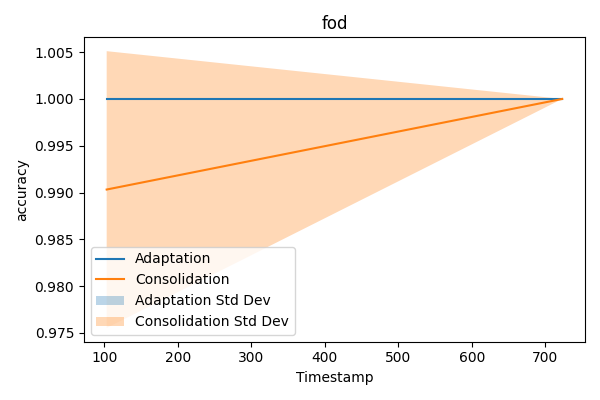 fod
accuracy
1.005
1.000
0.995
0.990
0.985
0.980
0.975
Adaptation
Consolidation
Adaptation Std Dev
Consolidation Std Dev
100 200 300 400 500 600 700
Timestamp